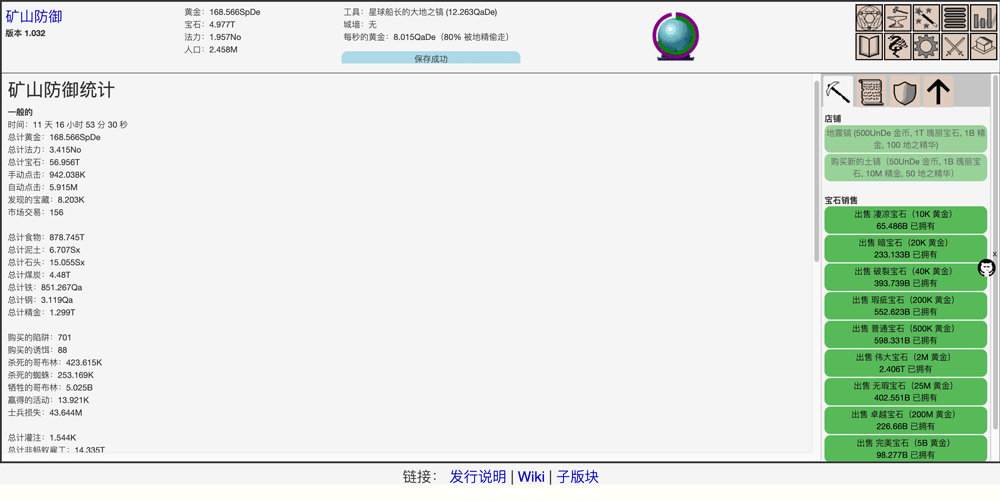 矿山防御
版本 1.032
黄金：168.566SpDe
宝石：4.977T
法力：1.957No
人口：2.458M
工具：星球船长的大地之镐 (12.263QaDe)
城墙：无
每秒的黄金：8.015QaDe（80% 被地精偷走）
保存成功
矿山防御统计
一般的
时间：11 天 16 小时 53 分 30 秒
总计黄金：168.566SpDe
总计法力：3.415No
总计宝石：56.956T
手动点击：942.038K
自动点击：5.915M
发现的宝藏：8.203K
市场交易：156
总计食物：878.745T
总计泥土：6.707Sx
总计石头：15.055Sx
总计煤炭：4.48T
总计铁：851.267Qa
总计钢：3.119Qa
总计精金：1.299T
购买的陷阱：701
购买的诱饵：88
杀死的哥布林：423.615K
杀死的蜘蛛：253.169K
牺牲的哥布林：5.025B
赢得的活动：13.921K
士兵损失：43.644M
总计灌注：1.544K
总计非蚂蚁雇工：14.335T
店铺
地震镐 (500UnDe 金币, 1T 瑰丽宝石, 1B 精金, 100 地之精华)
购买新的土镐（50UnDe 金币, 1B 瑰丽宝石, 10M 精金, 50 地之精华）
宝石销售
出售 凄凉宝石（10K 黄金）
65.486B 已拥有
出售 暗宝石（20K 黄金）
233.133B 已拥有
出售 破裂宝石（40K 黄金）
393.739B 已拥有
出售 瑕疵宝石（200K 黄金）
552.623B 已拥有
出售 普通宝石（500K 黄金）
598.331B 已拥有
出售 伟大宝石（2M 黄金）
2.406T 已拥有
出售 无瑕宝石（25M 黄金）
402.551B 已拥有
出售 卓越宝石（200M 黄金）
226.66B 已拥有
出售 完美宝石（5B 黄金）
98.277B 已拥有
x
链接： 发行说明 | Wiki | 子版块